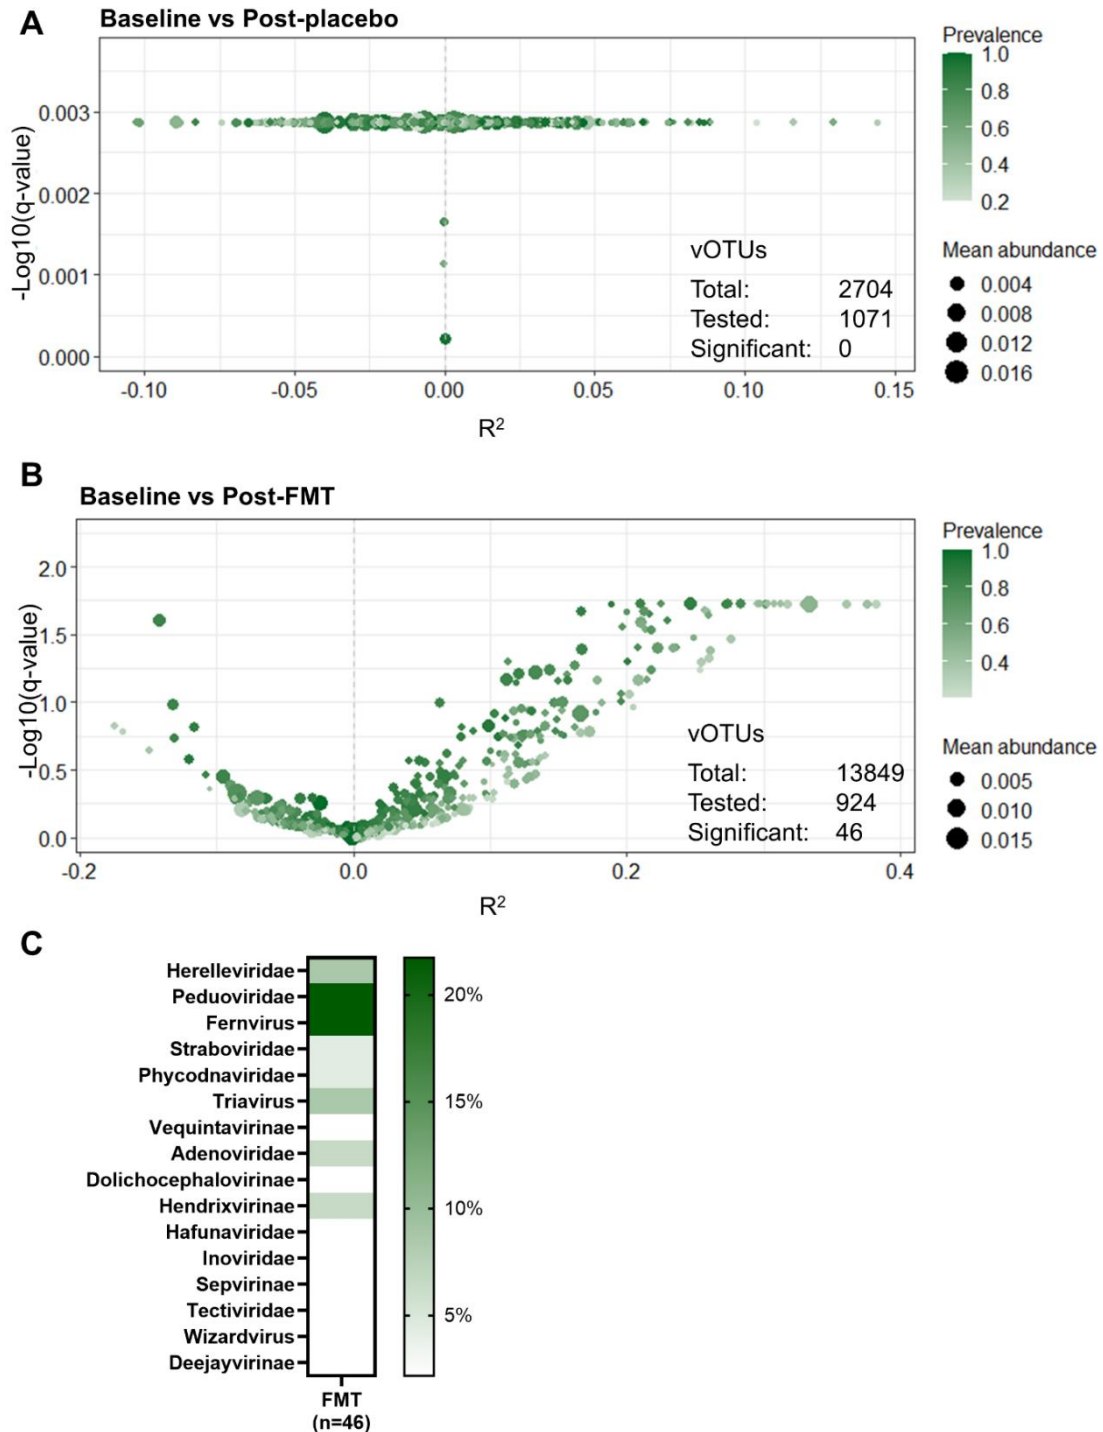 A
Baseline vs Post-placebo
-Log10(q-value)
0.003
0.002
0.001
0.000
-0.10 -0.05 0.00 0.05 0.10 0.15
R²
vOTUs
Total: 2704
Tested: 1071
Significant: 0
Prevalence
1.0
0.8
0.6
0.4
0.2
Mean abundance
0.004
0.008
0.012
0.016
B
Baseline vs Post-FMT
-Log10(q-value)
2.0
1.5
1.0
0.5
0.0
-0.2 0.0 0.2 0.4
R²
vOTUs
Total: 13849
Tested: 924
Significant: 46
Prevalence
1.0
0.8
0.6
0.4
Mean abundance
0.005
0.010
0.015
C
Herelleviridae
Peduoviridae
Fernvirus
Straboviridae
Phycodnaviridae
Triavirus
Vequintavirinae
Adenoviridae
Dolichocephalovirinae
Hendrixvirinae
Hafunaviridae
Inoviridae
Sepvirinae
Tectiviridae
Wizardvirus
Deejayvirinae
FMT
(n=46)
20%
15%
10%
5%